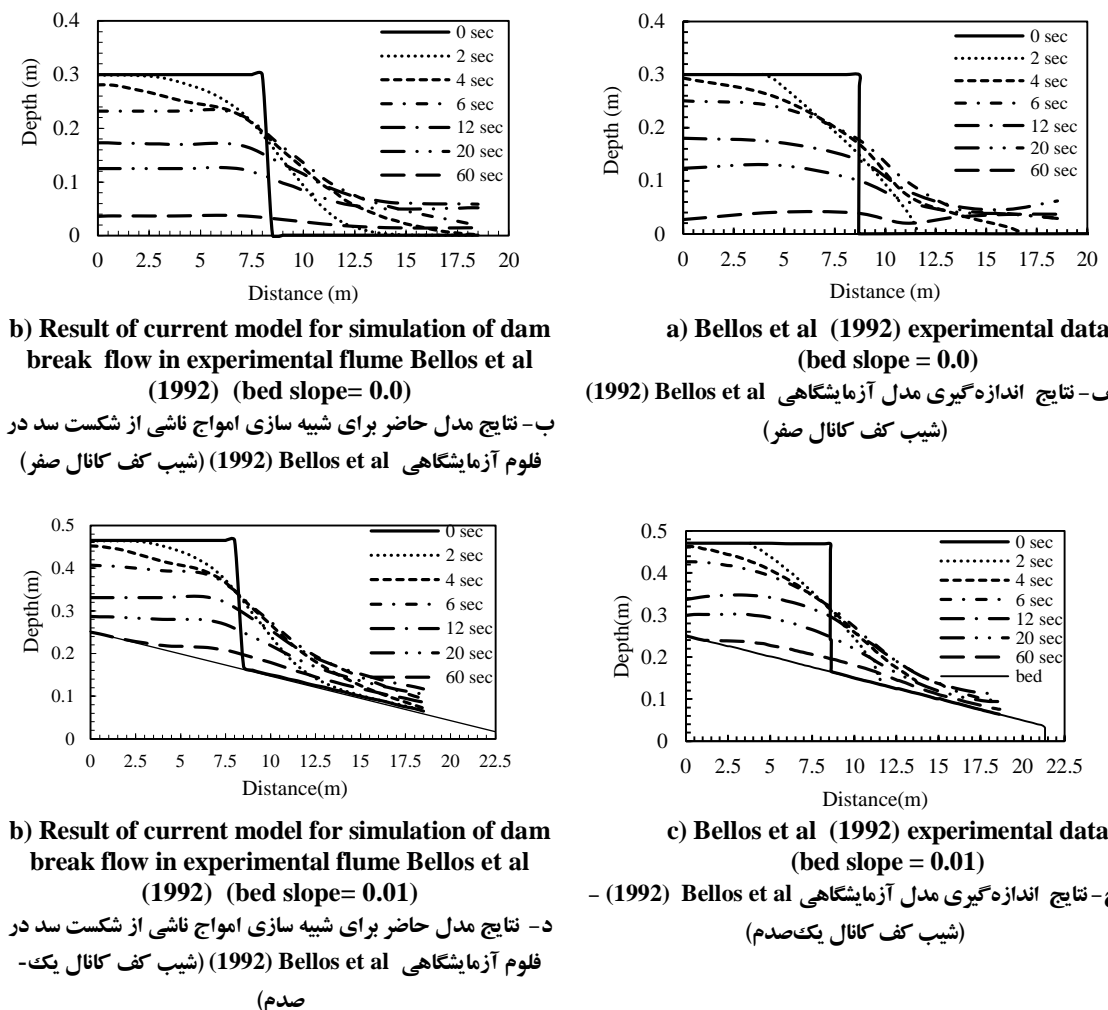 0.4
0.3
0.2
0.1
0
Depth (m)
0 2.5 5 7.5 10 12.5 15 17.5 20
Distance (m)
0 sec
2 sec
4 sec
6 sec
12 sec
20 sec
60 sec
b) Result of current model for simulation of dam
break flow in experimental flume Bellos et al
(1992) (bed slope= 0.0)
ب- نتایج مدل حاضر برای شبیه سازی امواج ناشی از شکست سد در
فلوم آزمایشگاهی Bellos et al (1992) (شیب کف کانال صفر)
0.4
0.3
0.2
0.1
0
Depth (m)
0 2.5 5 7.5 10 12.5 15 17.5 20
Distance (m)
0 sec
2 sec
4 sec
6 sec
12 sec
20 sec
60 sec
a) Bellos et al (1992) experimental data
(bed slope = 0.0)
- نتایج اندازه‌گیری مدل آزمایشگاهی Bellos et al (1992)
(شیب کف کانال صفر)
0.5
0.4
0.3
0.2
0.1
0
Depth(m)
0 2.5 5 7.5 10 12.5 15 17.5 20 22.5
Distance(m)
0 sec
2 sec
4 sec
6 sec
12 sec
20 sec
60 sec
b) Result of current model for simulation of dam
break flow in experimental flume Bellos et al
(1992) (bed slope= 0.01)
د- نتایج مدل حاضر برای شبیه سازی امواج ناشی از شکست سد در
فلوم آزمایشگاهی Bellos et al (1992) (شیب کف کانال یک-
صدم)
0.5
0.4
0.3
0.2
0.1
0
Depth(m)
0 2.5 5 7.5 10 12.5 15 17.5 20 22.5
Distance(m)
0 sec
2 sec
4 sec
6 sec
12 sec
20 sec
60 sec
bed
c) Bellos et al (1992) experimental data
(bed slope = 0.01)
- نتایج اندازه‌گیری مدل آزمایشگاهی Bellos et al (1992) -
(شیب کف کانال یک‌صدم)